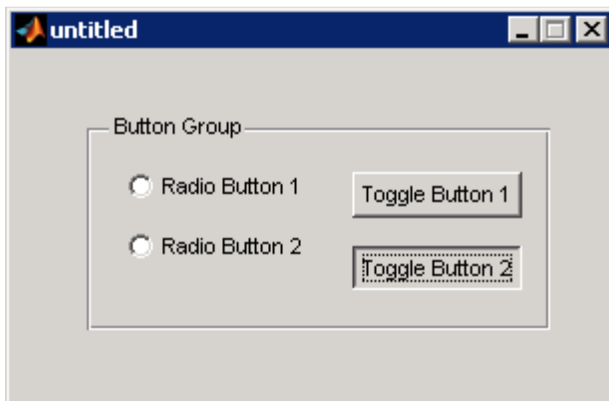 untitled
Button Group
Radio Button 1
Toggle Button 1
Radio Button 2
Toggle Button 2